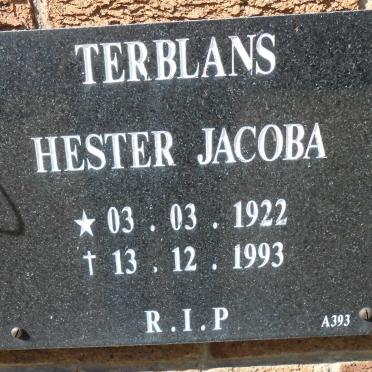 TERBLANS
HESTER JACOBA
★ 03 . 03 . 1922
† 13 . 12 . 1993
R . I . P
A393